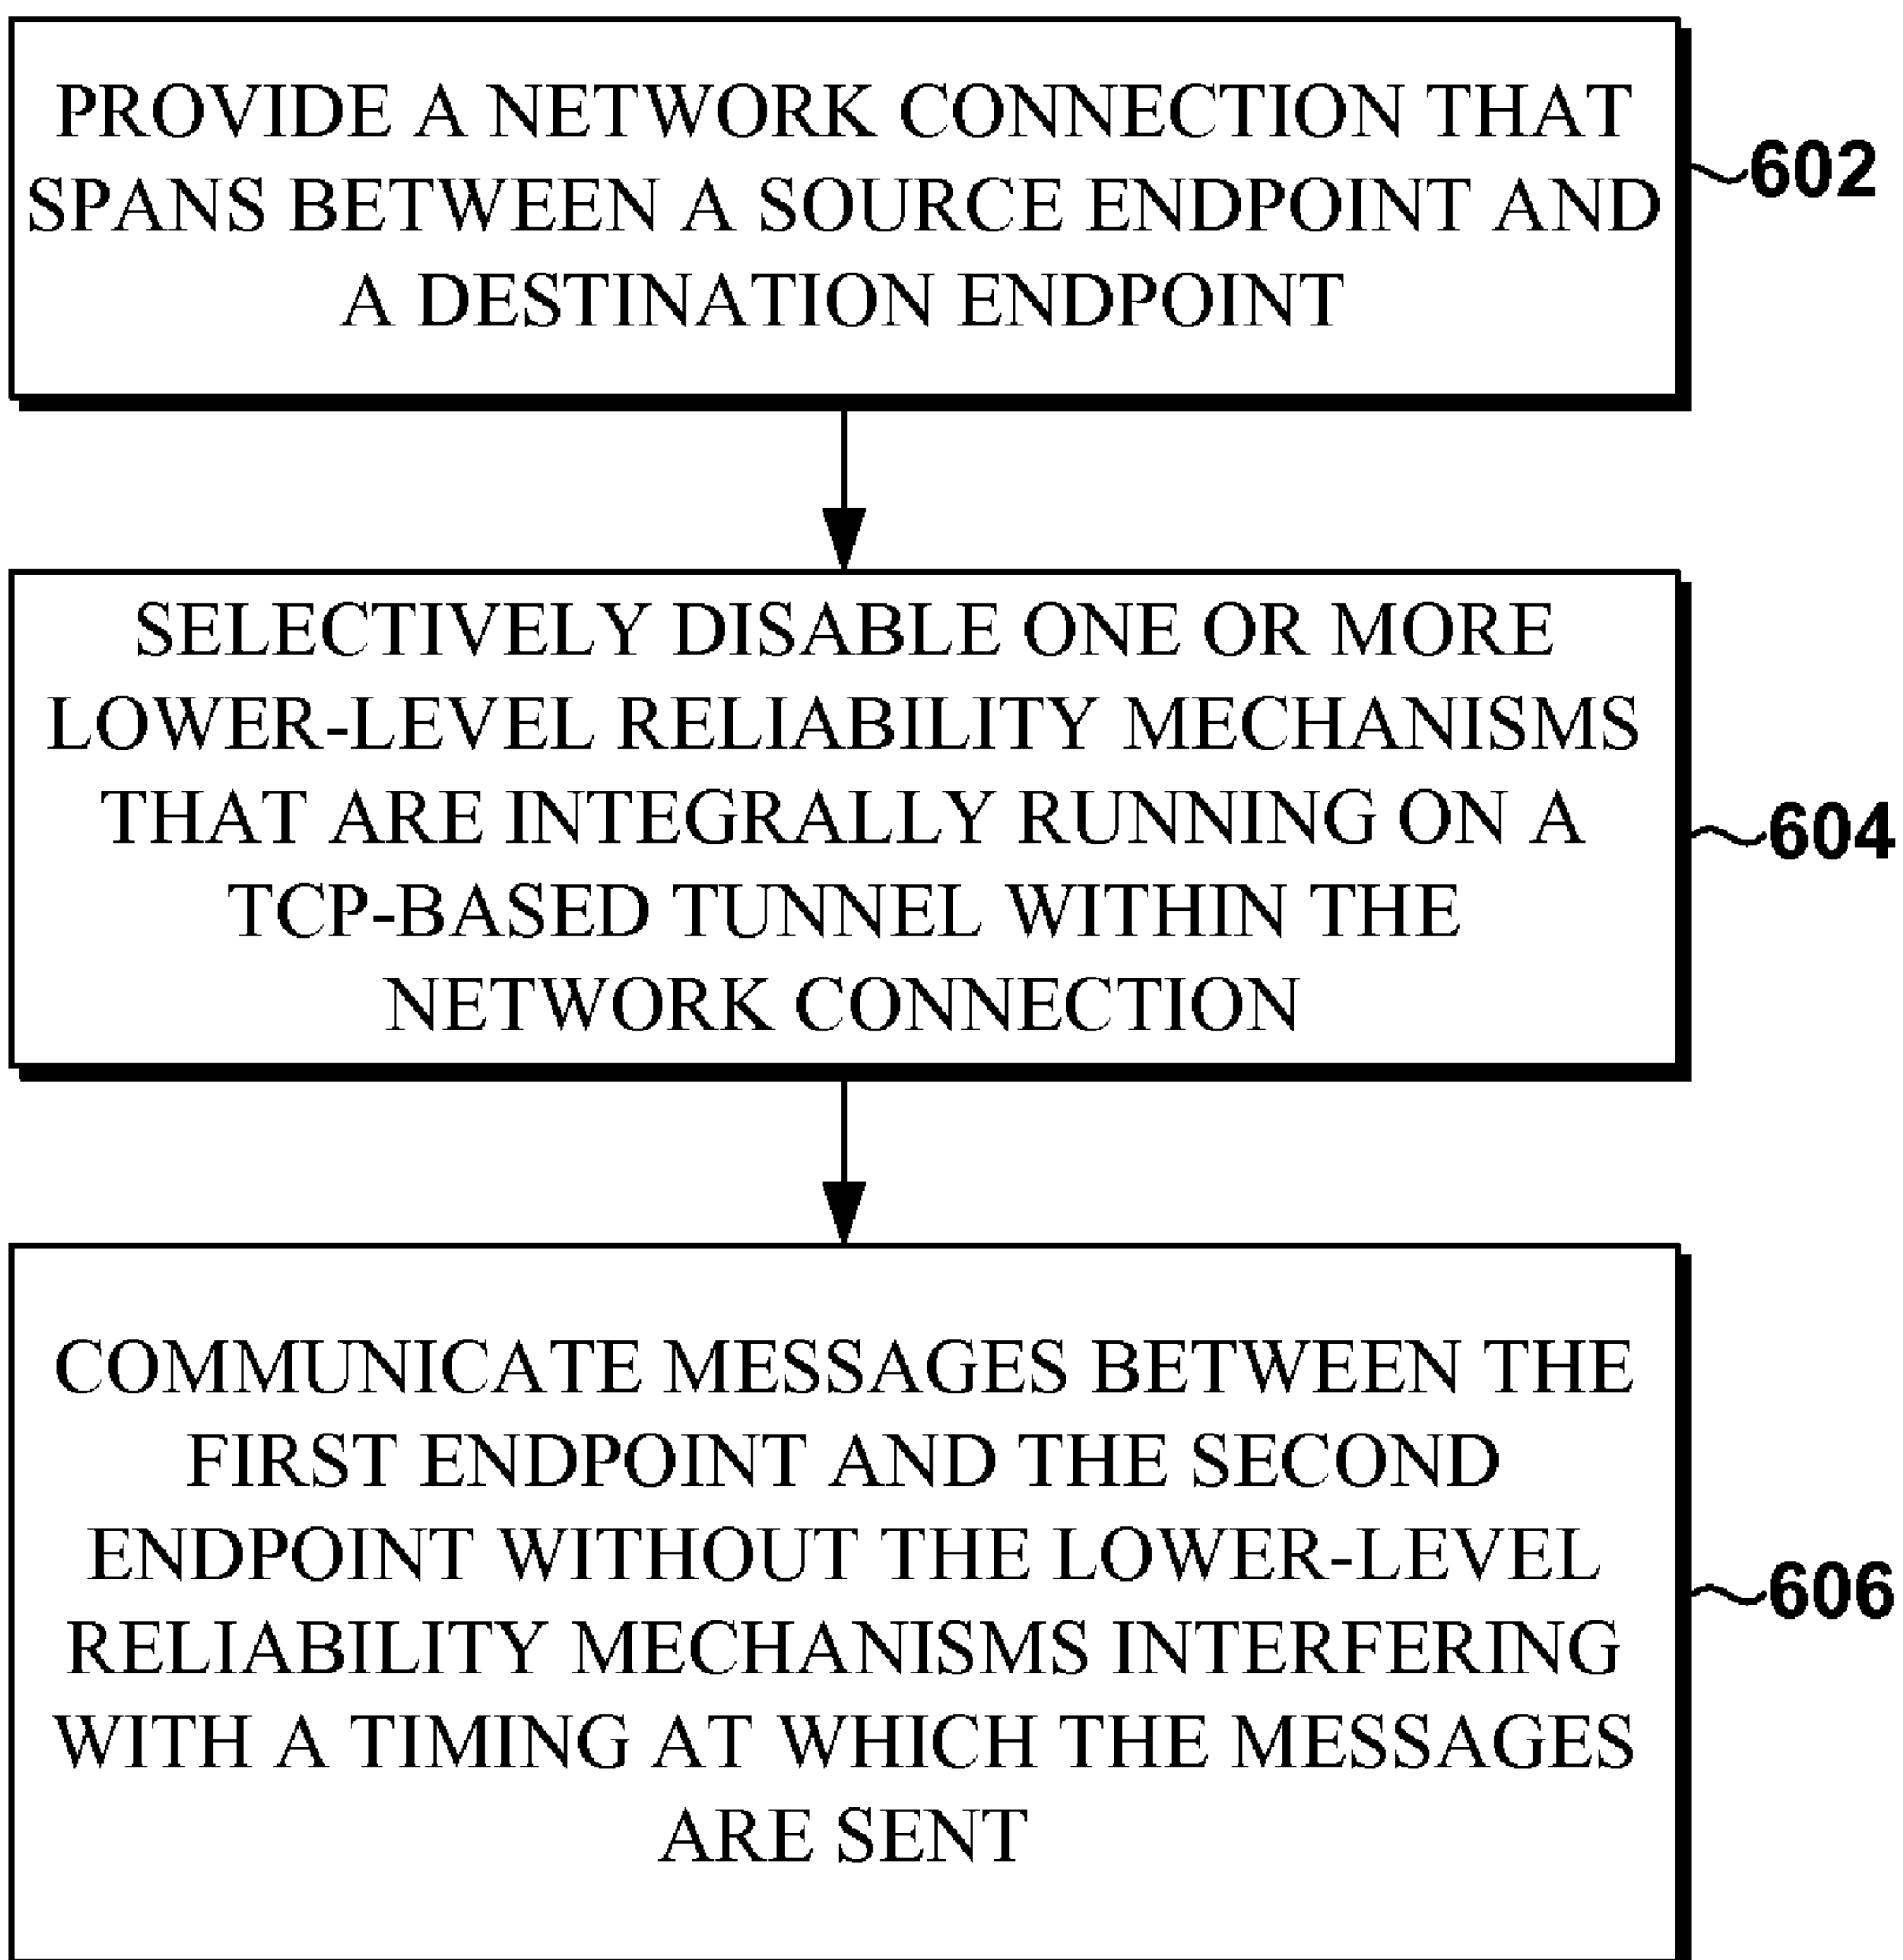 PROVIDE A NETWORK CONNECTION THAT
SPANS BETWEEN A SOURCE ENDPOINT AND
A DESTINATION ENDPOINT
602
SELECTIVELY DISABLE ONE OR MORE
LOWER-LEVEL RELIABILITY MECHANISMS
THAT ARE INTEGRALLY RUNNING ON A
TCP-BASED TUNNEL WITHIN THE
NETWORK CONNECTION
604
COMMUNICATE MESSAGES BETWEEN THE
FIRST ENDPOINT AND THE SECOND
ENDPOINT WITHOUT THE LOWER-LEVEL
RELIABILITY MECHANISMS INTERFERING
WITH A TIMING AT WHICH THE MESSAGES
ARE SENT
606